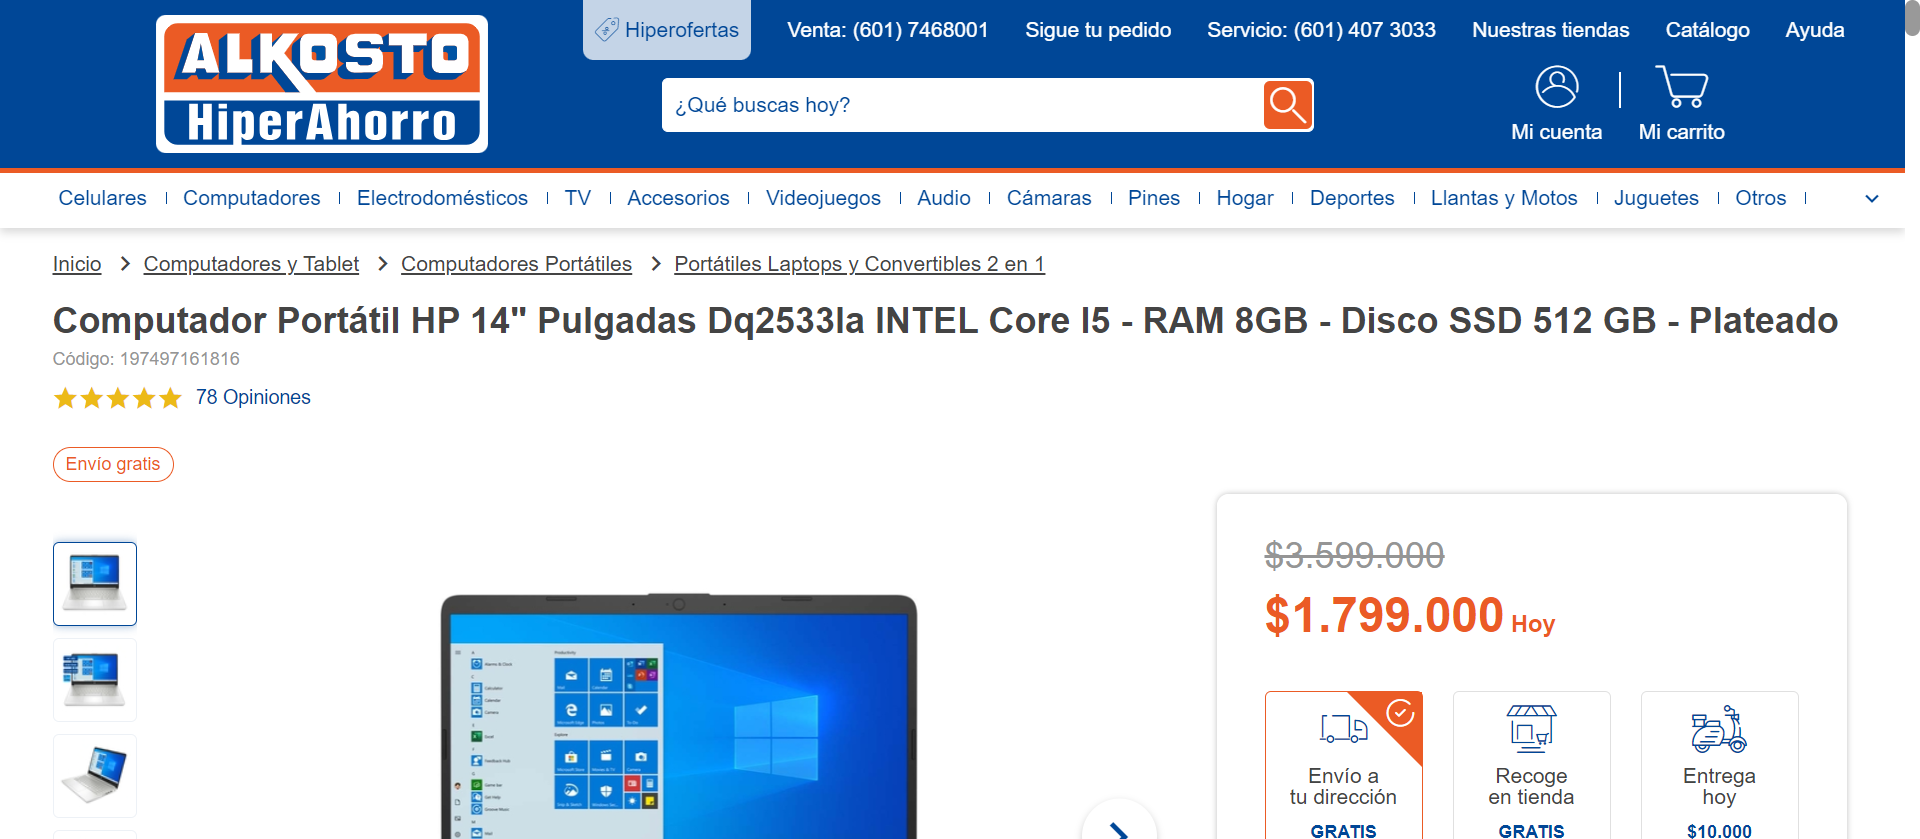 ALKOSTO
HiperAhorro
Hiperofertas
Venta: (601) 7468001
Sigue tu pedido
Servicio: (601) 407 3033
Nuestras tiendas
Catálogo
Ayuda
¿Qué buscas hoy?
Mi cuenta
Mi carrito
Celulares
Computadores
Electrodomésticos
TV
Accesorios
Videojuegos
Audio
Cámaras
Pines
Hogar
Deportes
Llantas y Motos
Juguetes
Otros
Inicio
Computadores y Tablet
Computadores Portátiles
Portátiles Laptops y Convertibles 2 en 1
Computador Portátil HP 14" Pulgadas Dq2533la INTEL Core I5 - RAM 8GB - Disco SSD 512 GB - Plateado
Código: 197497161816
78 Opiniones
Envío gratis
$3.599.000
$1.799.000 Hoy
Envío a
tu dirección
GRATIS
Recoge
en tienda
GRATIS
Entrega
hoy
$10.000